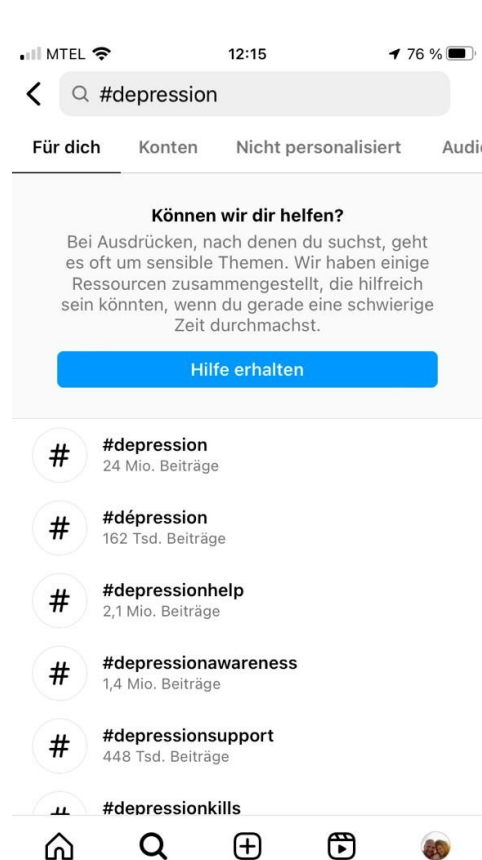 MTEL 12:15 76 %
#depression
Für dich Konten Nicht personalisiert Audi
Können wir dir helfen?
Bei Ausdrücken, nach denen du suchst, geht
es oft um sensible Themen. Wir haben einige
Ressourcen zusammengestellt, die hilfreich
sein könnten, wenn du gerade eine schwierige
Zeit durchmachst.
Hilfe erhalten
# #depression
24 Mio. Beiträge
# #dépression
162 Tsd. Beiträge
# #depressionhelp
2,1 Mio. Beiträge
# #depressionawareness
1,4 Mio. Beiträge
# #depressionsupport
448 Tsd. Beiträge
# #depressionkills